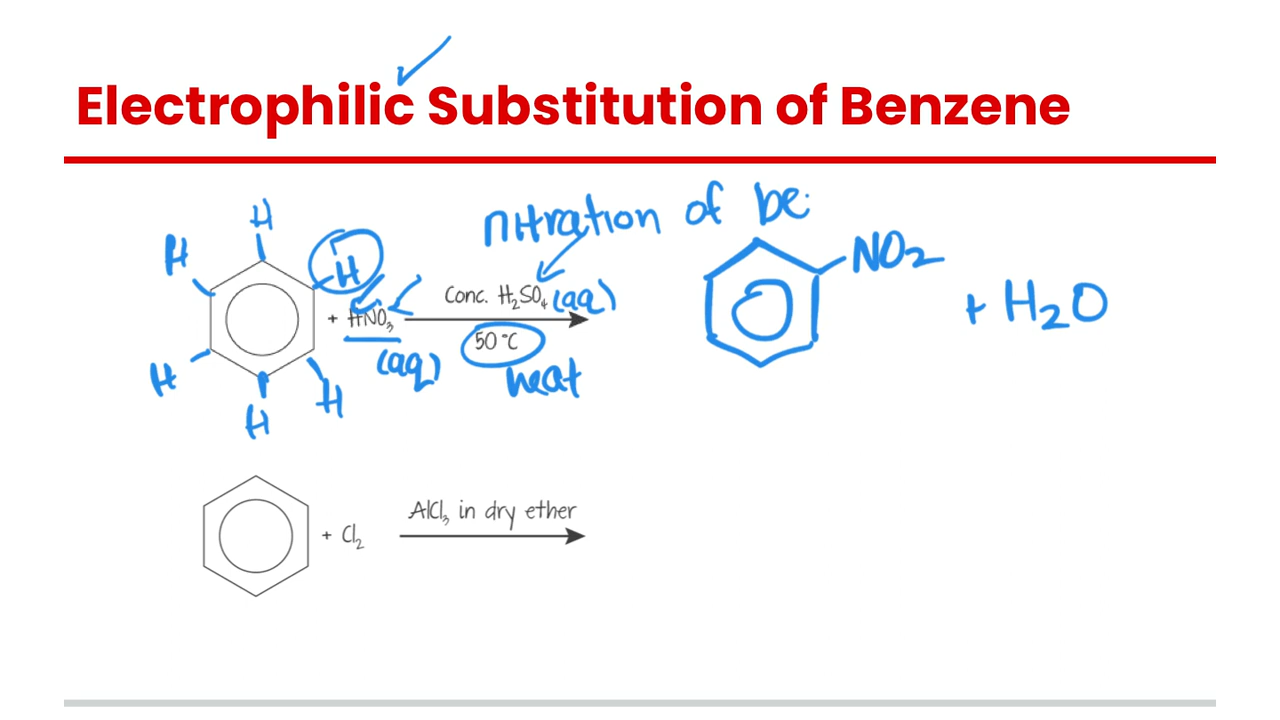 Electrophilic Substitution of Benzene
nitration of be:
H
H
H
NO2
+ HNO3
Conc. H2SO4 (aq)
+ H2O
50 °C
(aq)
heat
H
H
H
+ Cl2
AlCl3 in dry ether